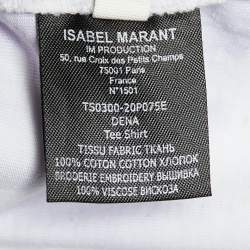 ISABEL MARANT
IM PRODUCTION
50, rue Croix des Petits Champs
75001 Paris
France
N°1501
TS0300-20P075E
DENA
Tee Shirt
TISSU FABRIC ТКАНЬ
100% COTON COTTON ХЛОПОК
BRODERIE EMBROIDERY ВЫШИВКА
100% VISCOSE ВИСКОЗА